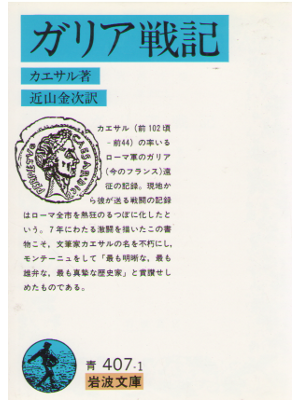 ガリア戦記
カエサル著
近山金次訳
カエサル（前102頃
-前44）の率いる
ローマ軍のガリア
（今のフランス）遠
征の記録。現地か
ら彼が送る戦闘の記録
はローマ全市を熱狂のるつぼに化したと
いう。7年にわたる激闘を描いたこの書
物こそ，文筆家カエサルの名を不朽にし，
モンテーニュをして「最も明晰な，最も
雄弁な，最も真摯な歴史家」と賞讃せし
めたものである。
青 407-1
岩波文庫